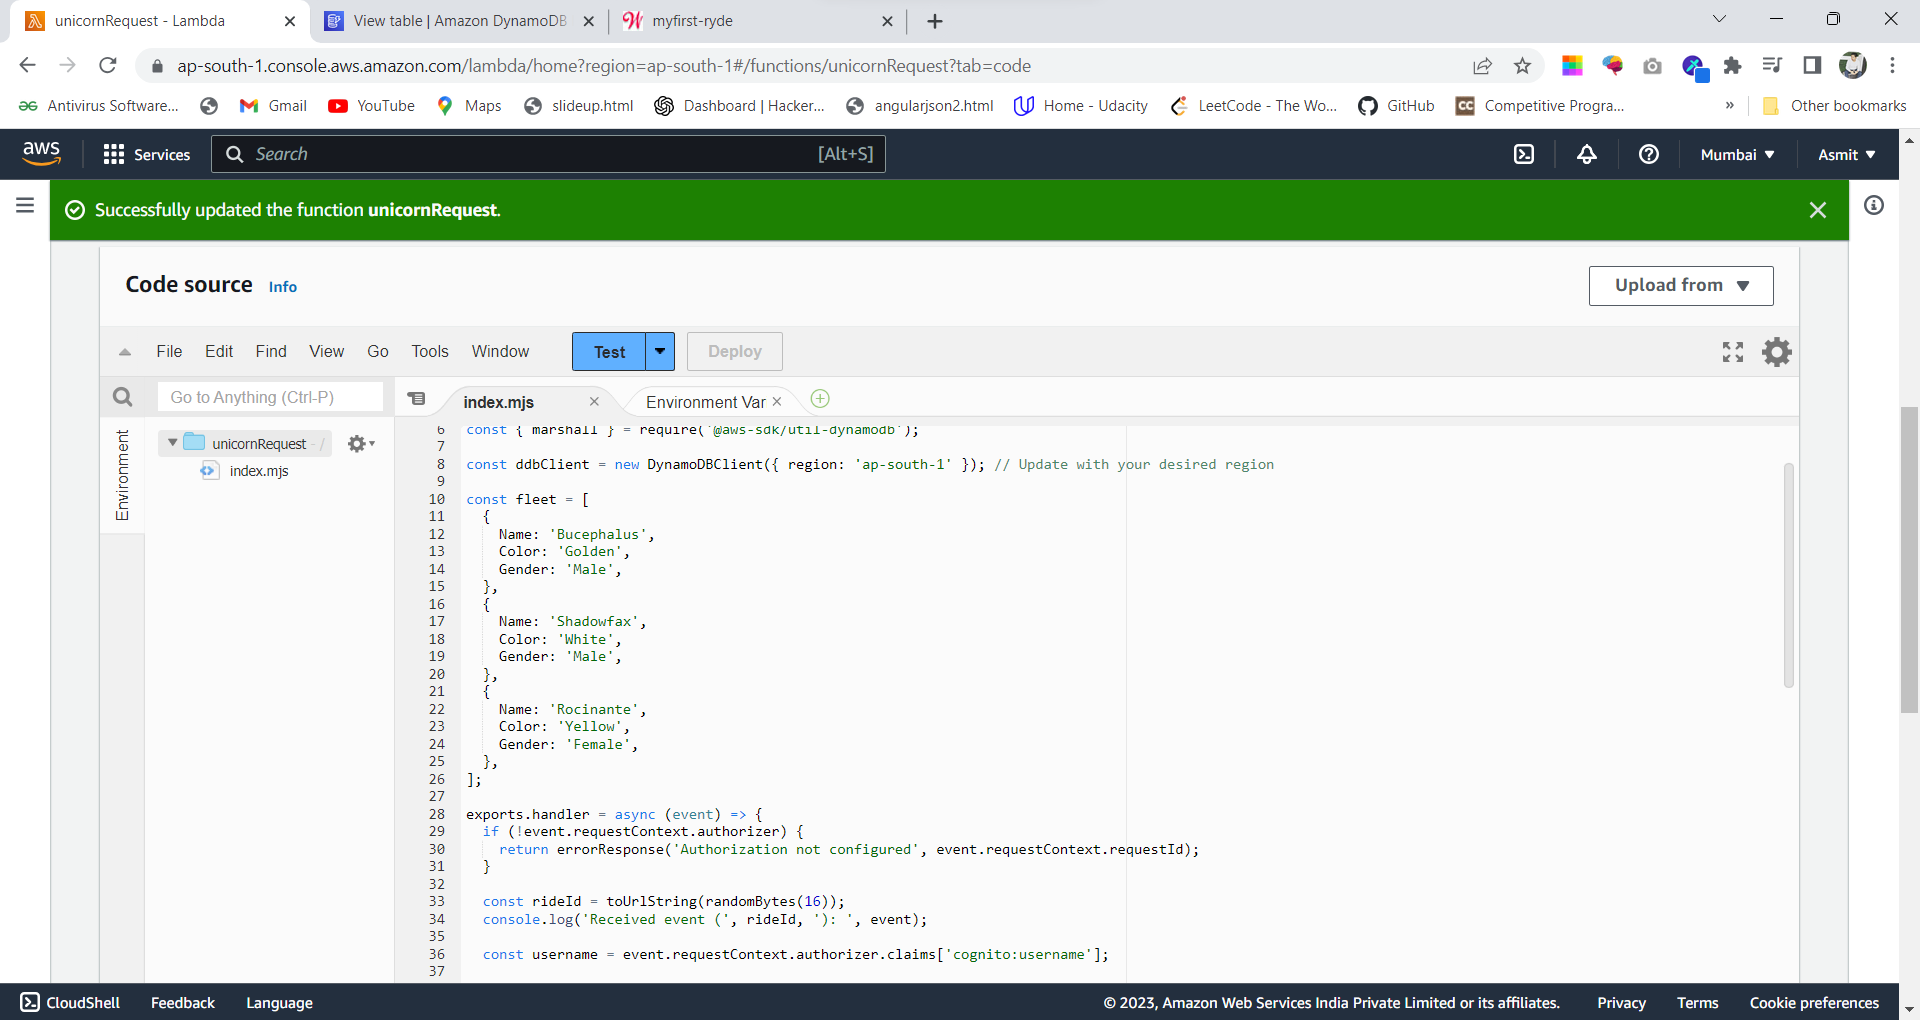 unicornRequest - Lambda
View table | Amazon DynamoDB
myfirst-ryde
ap-south-1.console.aws.amazon.com/lambda/home?region=ap-south-1#/functions/unicornRequest?tab=code
Antivirus Software...
Gmail
YouTube
Maps
slideup.html
Dashboard | Hacker...
angularjson2.html
Home - Udacity
LeetCode - The Wo...
GitHub
CC Competitive Progra...
»
Other bookmarks
aws
Services
Search
[Alt+S]
Mumbai
Asmit
Successfully updated the function unicornRequest.
Code source Info
Upload from
File Edit Find View Go Tools Window
Test
Deploy
Go to Anything (Ctrl-P)
index.mjs
Environment Var
Environment
unicornRequest - /
index.mjs
6 const { marshall } = require('@aws-sdk/util-dynamodb');
7
8 const ddbClient = new DynamoDBClient({ region: 'ap-south-1' }); // Update with your desired region
9
10 const fleet = [
11 {
12 Name: 'Bucephalus',
13 Color: 'Golden',
14 Gender: 'Male',
15 },
16 {
17 Name: 'Shadowfax',
18 Color: 'White',
19 Gender: 'Male',
20 },
21 {
22 Name: 'Rocinante',
23 Color: 'Yellow',
24 Gender: 'Female',
25 },
26 ];
27
28 exports.handler = async (event) => {
29 if (!event.requestContext.authorizer) {
30 return errorResponse('Authorization not configured', event.requestContext.requestId);
31 }
32
33 const rideId = toUrlString(randomBytes(16));
34 console.log('Received event (', rideId, '): ', event);
35
36 const username = event.requestContext.authorizer.claims['cognito:username'];
37
CloudShell
Feedback
Language
© 2023, Amazon Web Services India Private Limited or its affiliates.
Privacy
Terms
Cookie preferences